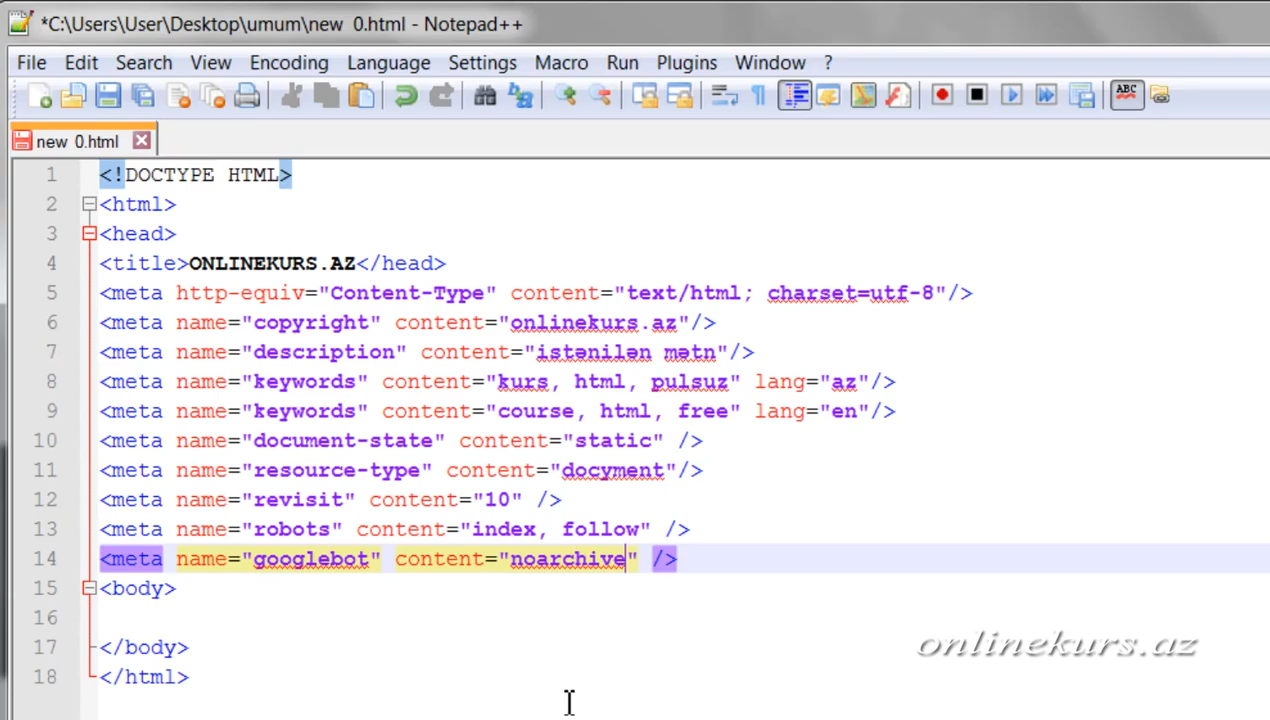 *C:\Users\User\Desktop\umum\new 0.html - Notepad++
File Edit Search View Encoding Language Settings Macro Run Plugins Window ?
ABC
new 0.html
1 <!DOCTYPE HTML>
2 <html>
3 <head>
4 <title>ONLINEKURS.AZ</head>
5 <meta http-equiv="Content-Type" content="text/html; charset=utf-8"/>
6 <meta name="copyright" content="onlinekurs.az"/>
7 <meta name="description" content="istənilən mətn"/>
8 <meta name="keywords" content="kurs, html, pulsuz" lang="az"/>
9 <meta name="keywords" content="course, html, free" lang="en"/>
10 <meta name="document-state" content="static" />
11 <meta name="resource-type" content="docyment"/>
12 <meta name="revisit" content="10" />
13 <meta name="robots" content="index, follow" />
14 <meta name="googlebot" content="noarchive" />
15 <body>
16
17 </body>
18 </html>
onlinekurs.az